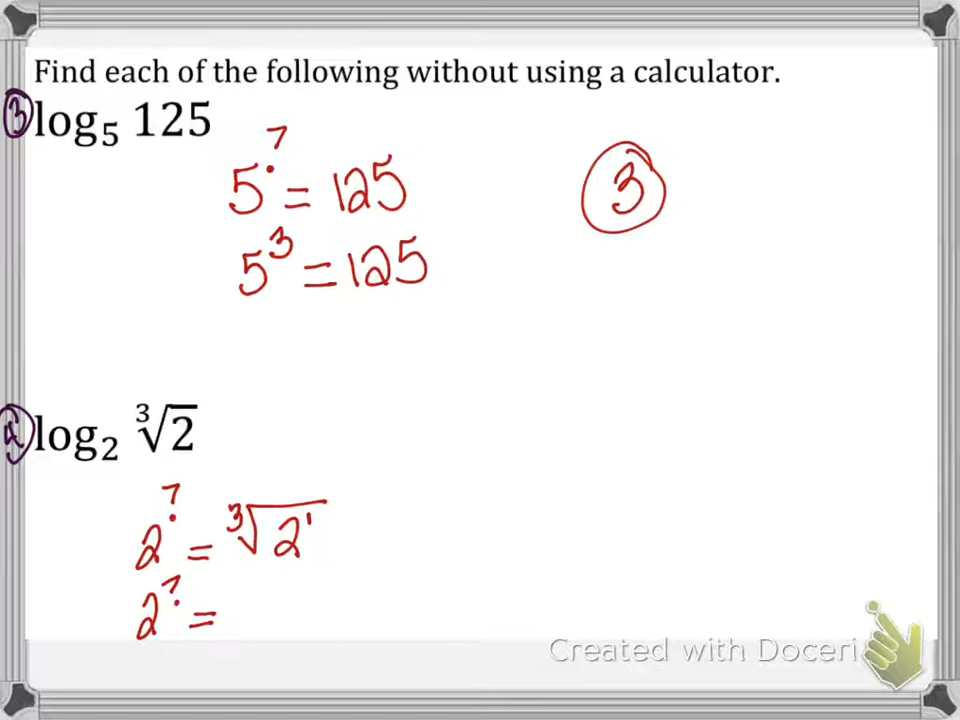 Find each of the following without using a calculator.
③ log₅ 125
5^? = 125
③
5³ = 125
④ log₂ ∛2
2^? = ∛2¹
2^? =
Created with Doceri